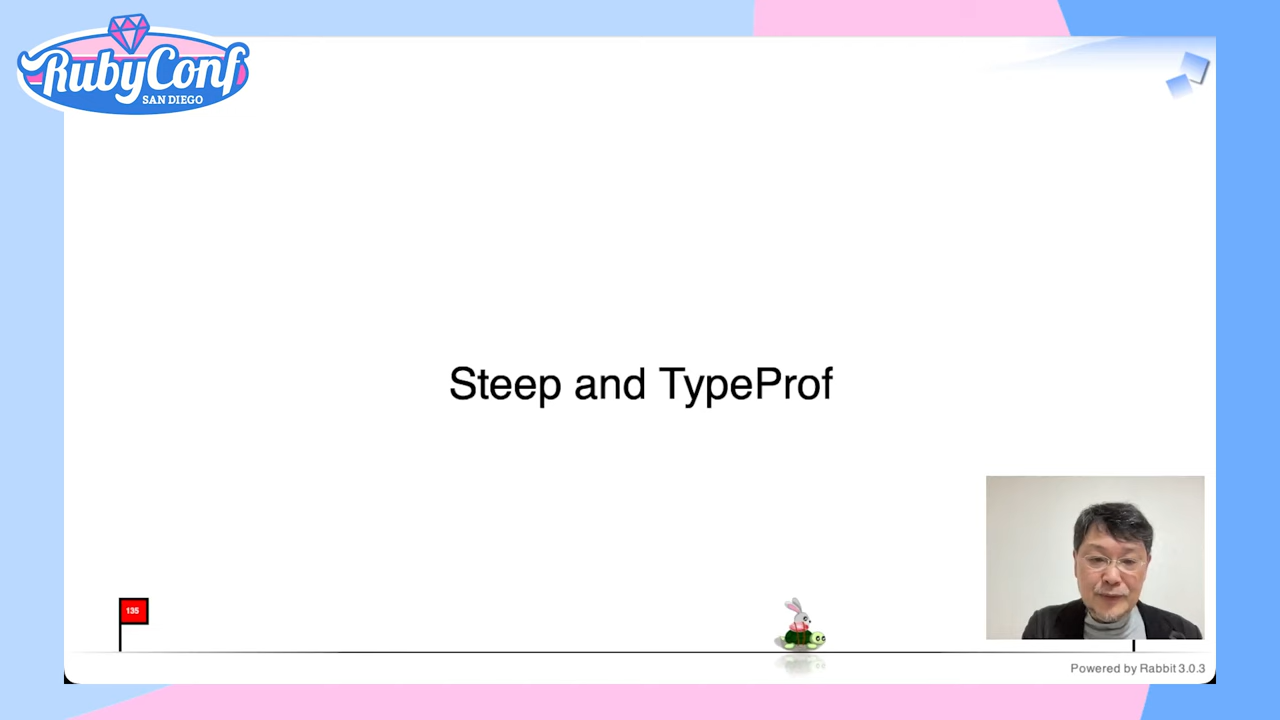 RubyConf
SAN DIEGO
Steep and TypeProf
135
Powered by Rabbit 3.0.3